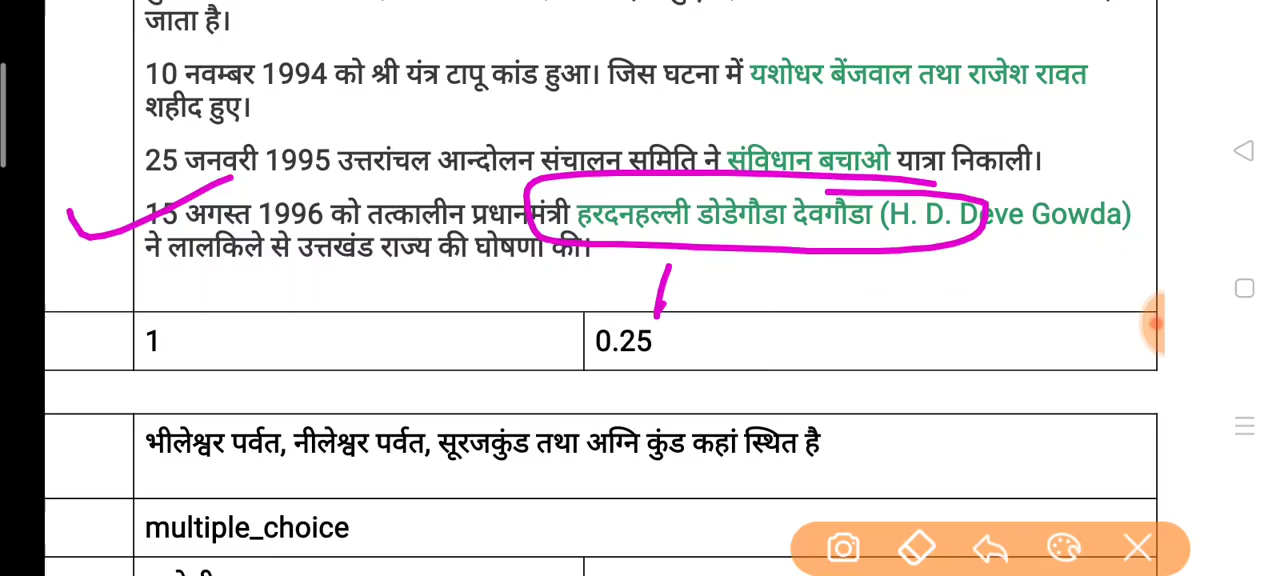 जाता है।
10 नवम्बर 1994 को श्री यंत्र टापू कांड हुआ। जिस घटना में यशोधर बेंजवाल तथा राजेश रावत
शहीद हुए।
25 जनवरी 1995 उत्तरांचल आन्दोलन संचालन समिति ने संविधान बचाओ यात्रा निकाली।
15 अगस्त 1996 को तत्कालीन प्रधानमंत्री हरदनहल्ली डोडेगौडा देवगौडा (H. D. Deve Gowda)
ने लालकिले से उत्तखंड राज्य की घोषणा की।
1 0.25
भीलेश्वर पर्वत, नीलेश्वर पर्वत, सूरजकुंड तथा अग्नि कुंड कहां स्थित है
multiple_choice